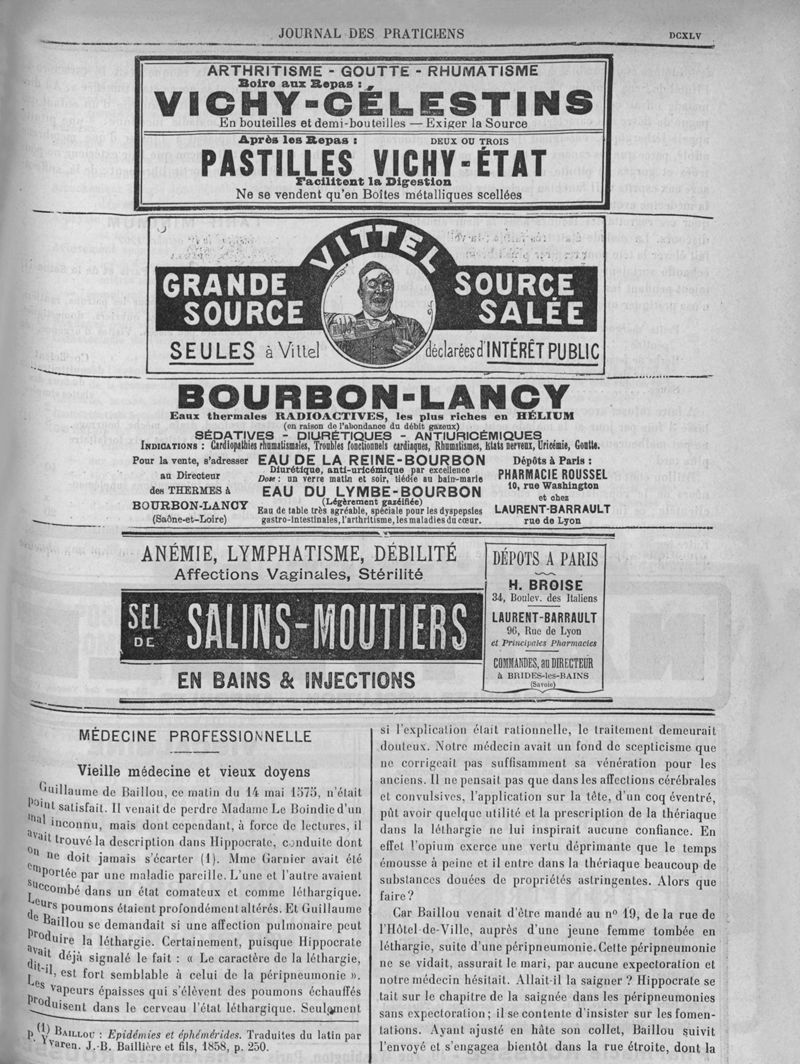 JOURNAL DES PRATICIENS
DCXLV
ARTHRITISME - GOUTTE - RHUMATISME
Boire aux Repas :
VICHY-CÉLESTINS
En bouteilles et demi-bouteilles — Exiger la Source
Après les Repas : DEUX OU TROIS
PASTILLES VICHY-ÉTAT
Facilitent la Digestion
Ne se vendent qu'en Boîtes métalliques scellées
VITTEL
GRANDE
SOURCE
SOURCE
SALÉE
SEULES à Vittel
déclarées d'INTÉRÊT PUBLIC
BOURBON-LANCY
Eaux thermales RADIOACTIVES, les plus riches en HÉLIUM
(en raison de l'abondance du débit gazeux)
SÉDATIVES - DIURÉTIQUES - ANTIURICÉMIQUES
INDICATIONS : Cardiopathies rhumatismales, Troubles fonctionnels cardiaques, Rhumatismes, Etats nerveux, Uricémie, Goutte.
Pour la vente, s'adresser
au Directeur
des THERMES à
BOURBON-LANCY
(Saône-et-Loire)
EAU DE LA REINE-BOURBON
Diurétique, anti-uricémique par excellence
Dose : un verre matin et soir, tiédie au bain-marie
EAU DU LYMBE-BOURBON
(Légèrement gazéifiée)
Eau de table très agréable, spéciale pour les dyspepsies
gastro-intestinales, l'arthritisme, les maladies du cœur.
Dépôts à Paris :
PHARMACIE ROUSSEL
10, rue Washington
et chez
LAURENT-BARRAULT
rue de Lyon
ANÉMIE, LYMPHATISME, DÉBILITÉ
Affections Vaginales, Stérilité
SEL
DE
SALINS-MOUTIERS
EN BAINS & INJECTIONS
DÉPOTS A PARIS
H. BROISE
34, Boulev. des Italiens
LAURENT-BARRAULT
96, Rue de Lyon
et Principales Pharmacies
COMMANDES, au DIRECTEUR
à BRIDES-les-BAINS
(Savoie)
MÉDECINE PROFESSIONNELLE
Vieille médecine et vieux doyens
Guillaume de Baillou, ce matin du 14 mai 1575, n'était
point satisfait. Il venait de perdre Madame Le Boindie d'un
mal inconnu, mais dont cependant, à force de lectures, il
avait trouvé la description dans Hippocrate, conduite dont
on ne doit jamais s'écarter (1). Mme Garnier avait été
emportée par une maladie pareille. L'une et l'autre avaient
succombé dans un état comateux et comme léthargique.
Leurs poumons étaient profondément altérés. Et Guillaume
de Baillou se demandait si une affection pulmonaire peut
produire la léthargie. Certainement, puisque Hippocrate
avait déjà signalé le fait : « Le caractère de la léthargie,
dit-il, est fort semblable à celui de la péripneumonie ».
Les vapeurs épaisses qui s'élèvent des poumons échauffés
produisent dans le cerveau l'état léthargique. Seulement
(1) BAILLOU : Epidémies et éphémérides. Traduites du latin par
P. Yvaren. J.-B. Baillière et fils, 1858, p. 250.
si l'explication était rationnelle, le traitement demeurait
douteux. Notre médecin avait un fond de scepticisme que
ne corrigeait pas suffisamment sa vénération pour les
anciens. Il ne pensait pas que dans les affections cérébrales
et convulsives, l'application sur la tête, d'un coq éventré,
pût avoir quelque utilité et la prescription de la thériaque
dans la léthargie ne lui inspirait aucune confiance. En
effet l'opium exerce une vertu déprimante que le temps
émousse à peine et il entre dans la thériaque beaucoup de
substances douées de propriétés astringentes. Alors que
faire ?
Car Baillou venait d'être mandé au nº 19, de la rue de
l'Hôtel-de-Ville, auprès d'une jeune femme tombée en
léthargie, suite d'une péripneumonie. Cette péripneumonie
ne se vidait, assurait le mari, par aucune expectoration et
notre médecin hésitait. Allait-il la saigner ? Hippocrate se
tait sur le chapitre de la saignée dans les péripneumonies
sans expectoration ; il se contente d'insister sur les fomen-
tations. Ayant ajusté en hâte son collet, Baillou suivit
l'envoyé et s'engagea bientôt dans la rue étroite, dont la